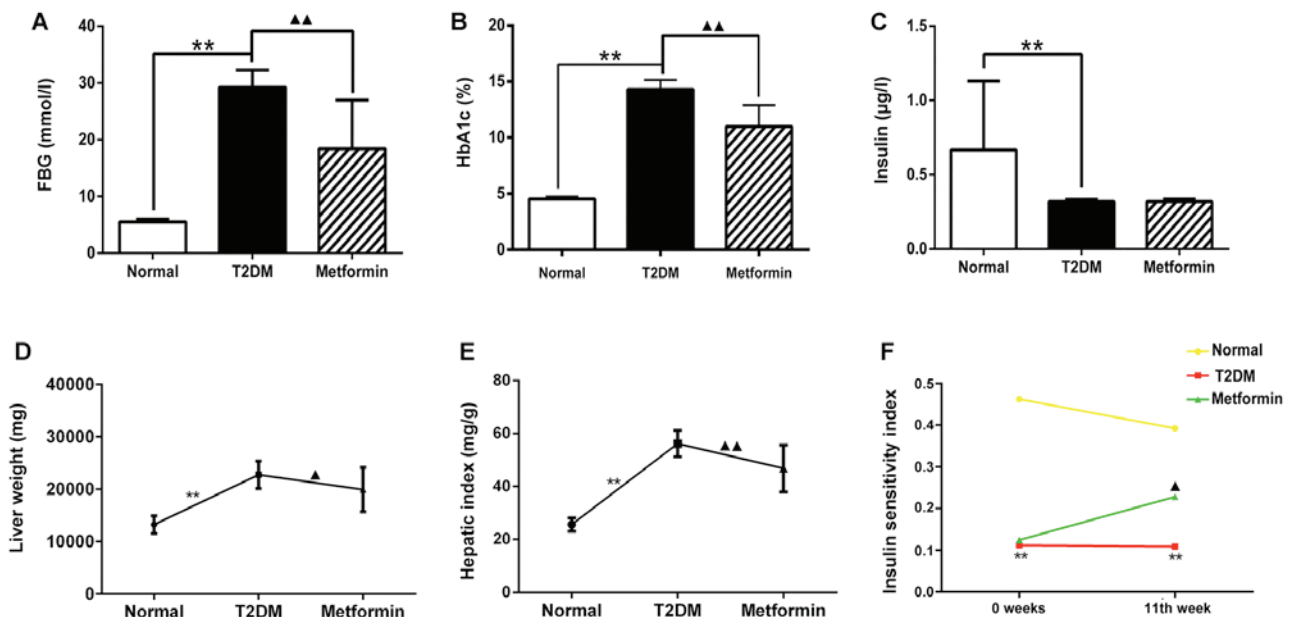 A
FBG (mmol/l)
40
30
20
10
0
**
▲▲
Normal T2DM Metformin
B
HbA1c (%)
20
15
10
5
0
**
▲▲
Normal T2DM Metformin
C
Insulin (µg/l)
1.5
1.0
0.5
0.0
**
Normal T2DM Metformin
D
Liver weight (mg)
40000
30000
20000
10000
0
**
▲
Normal T2DM Metformin
E
Hepatic index (mg/g)
80
60
40
20
0
**
▲▲
Normal T2DM Metformin
F
Normal
T2DM
Metformin
Insulin sensitivity index
0.5
0.4
0.3
0.2
0.1
0.0
▲
** **
0 weeks 11th week